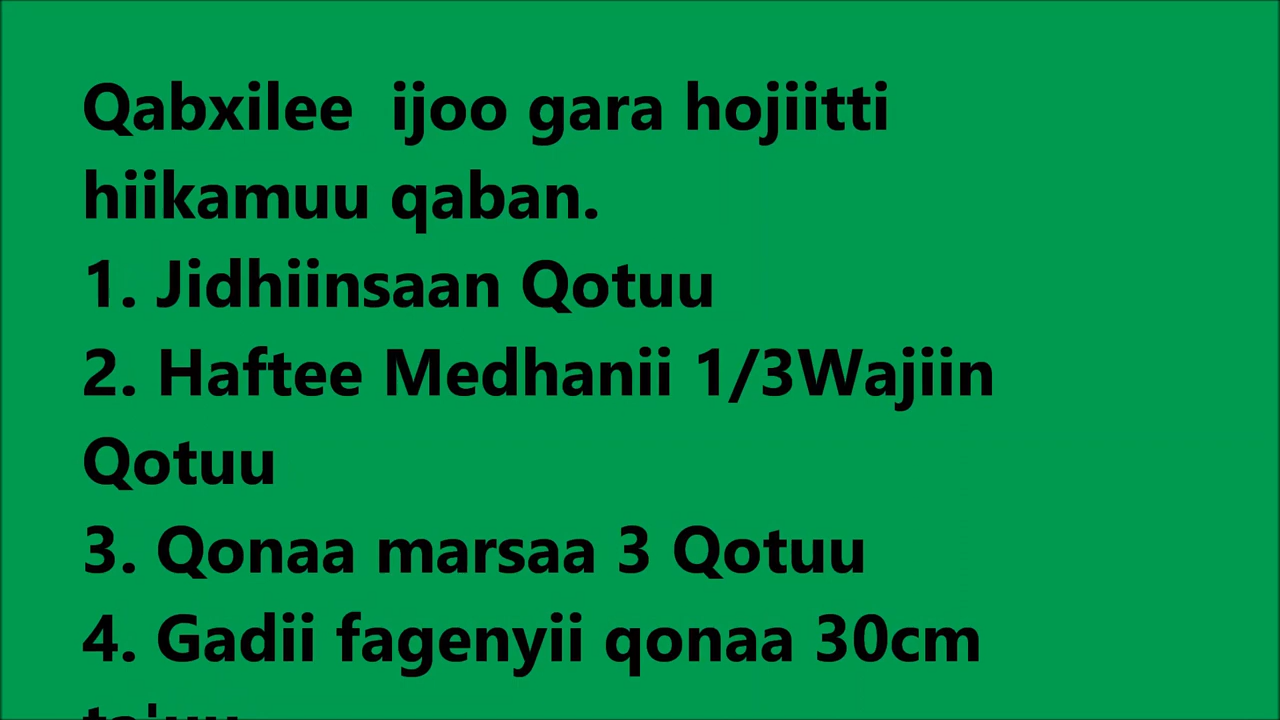 Qabxilee ijoo gara hojiitti
hiikamuu qaban.
1. Jidhiinsaan Qotuu
2. Haftee Medhanii 1/3Wajiin
Qotuu
3. Qonaa marsaa 3 Qotuu
4. Gadii fagenyii qonaa 30cm